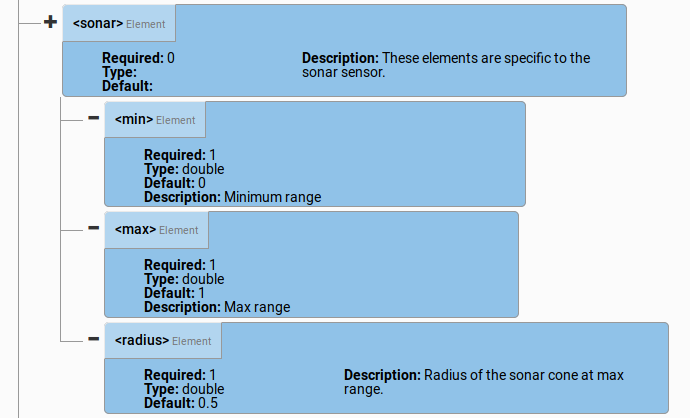 <sonar> Element
Required: 0
Type:
Default:
Description: These elements are specific to the
sonar sensor.
<min> Element
Required: 1
Type: double
Default: 0
Description: Minimum range
<max> Element
Required: 1
Type: double
Default: 1
Description: Max range
<radius> Element
Required: 1
Type: double
Default: 0.5
Description: Radius of the sonar cone at max
range.